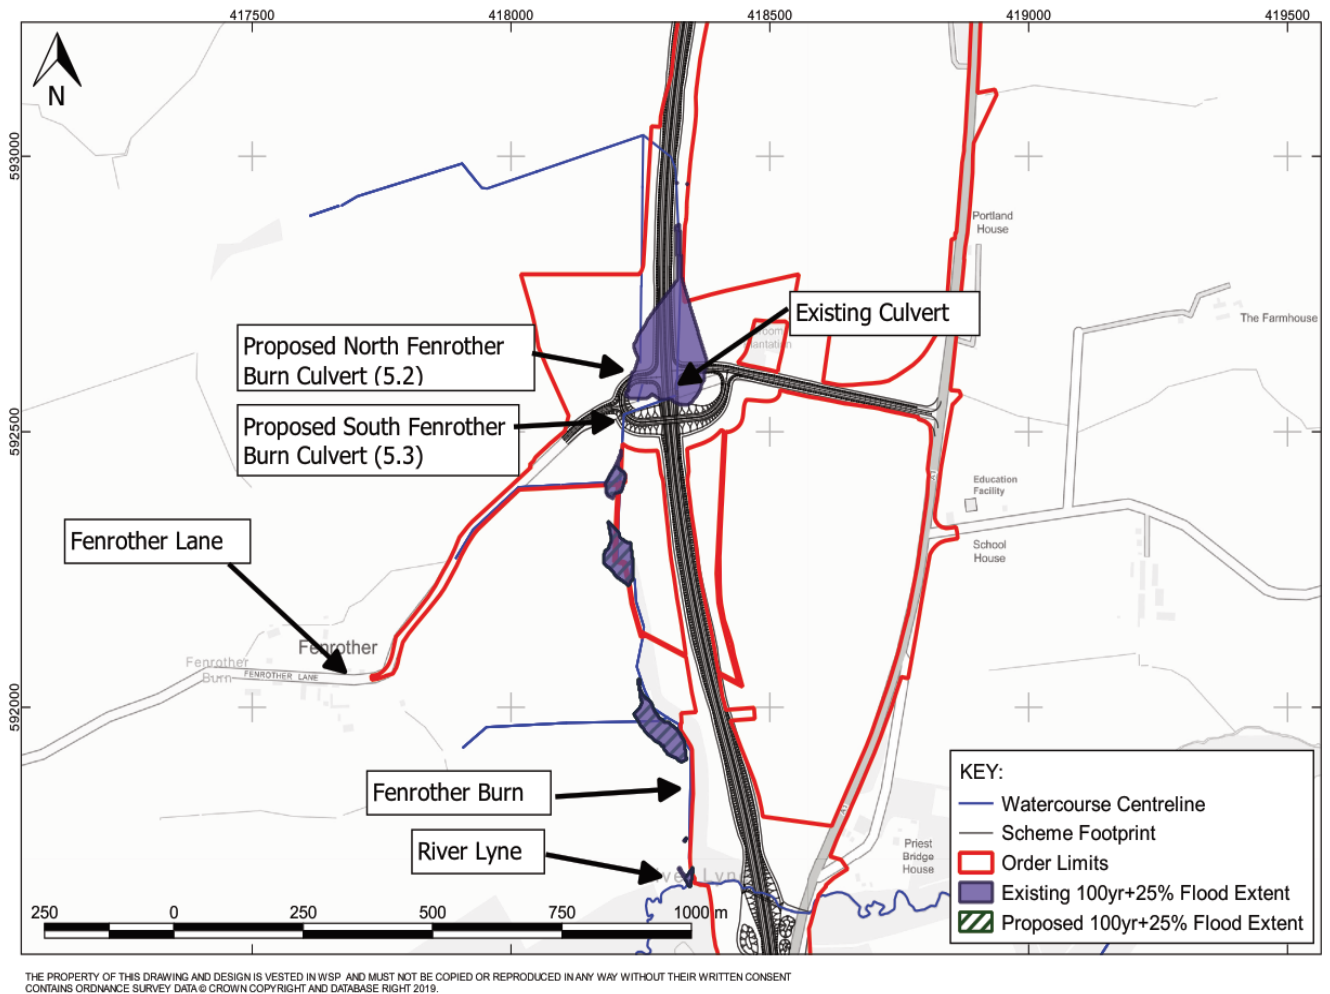 417500
418000
418500
419000
419500
N
593000
592500
592000
Portland
House
The Farmhouse
Existing Culvert
Plantation
Proposed North Fenrother
Burn Culvert (5.2)
Proposed South Fenrother
Burn Culvert (5.3)
Education
Facility
School
House
A1
Fenrother Lane
Fenrother
Fenrother
Burn
FENROTHER LANE
Fenrother Burn
River Lyne
A1
Priest
Bridge
House
250
0
250
500
750
1000 m
KEY:
Watercourse Centreline
Scheme Footprint
Order Limits
Existing 100yr+25% Flood Extent
Proposed 100yr+25% Flood Extent
THE PROPERTY OF THIS DRAWING AND DESIGN IS VESTED IN WSP AND MUST NOT BE COPIED OR REPRODUCED IN ANY WAY WITHOUT THEIR WRITTEN CONSENT
CONTAINS ORDNANCE SURVEY DATA © CROWN COPYRIGHT AND DATABASE RIGHT 2019.